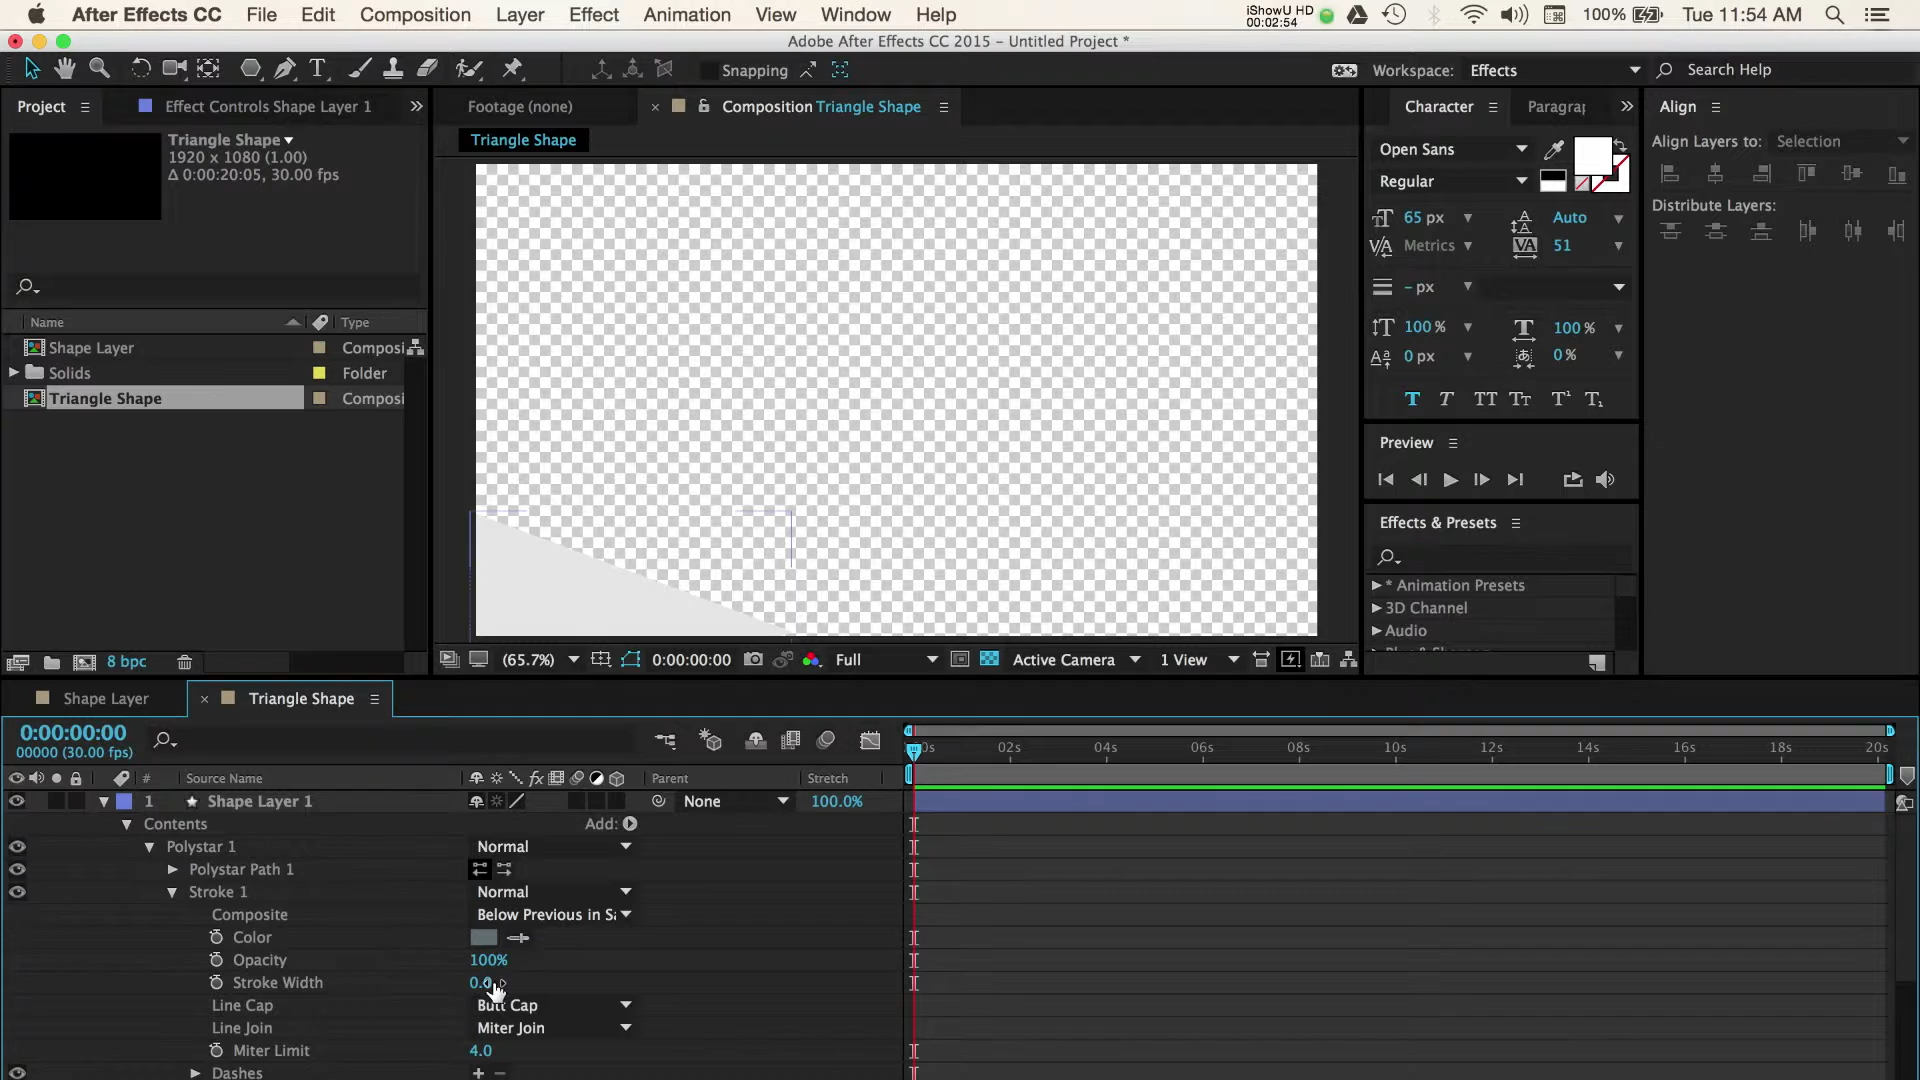 After Effects CC File Edit Composition Layer Effect Animation View Window Help iShowU HD 00:02:54 100% Tue 11:54 AM
Adobe After Effects CC 2015 – Untitled Project *
Snapping Workspace: Effects Search Help
Project Effect Controls Shape Layer 1 Footage (none) Composition Triangle Shape Character Paragra Align
Triangle Shape
1920 x 1080 (1.00)
Δ 0:00:20:05, 30.00 fps
Triangle Shape
Open Sans
Regular
65 px Auto
Metrics 51
- px
100 % 100 %
0 px 0 %
T T TT TT T¹ T₁
Align Layers to: Selection
Distribute Layers:
Name Type
Shape Layer Composi
Solids Folder
Triangle Shape Composi
Preview
Effects & Presets
* Animation Presets
3D Channel
Audio
8 bpc
(65.7%) 0:00:00:00 Full Active Camera 1 View
Shape Layer Triangle Shape
0:00:00:00
00000 (30.00 fps)
0s 02s 04s 06s 08s 10s 12s 14s 16s 18s 20s
# Source Name fx Parent Stretch
1 Shape Layer 1 None 100.0%
Contents Add:
Polystar 1 Normal
Polystar Path 1
Stroke 1 Normal
Composite Below Previous in Sa
Color
Opacity 100%
Stroke Width
Line Cap Butt Cap
Line Join Miter Join
Miter Limit 4.0
Dashes + −